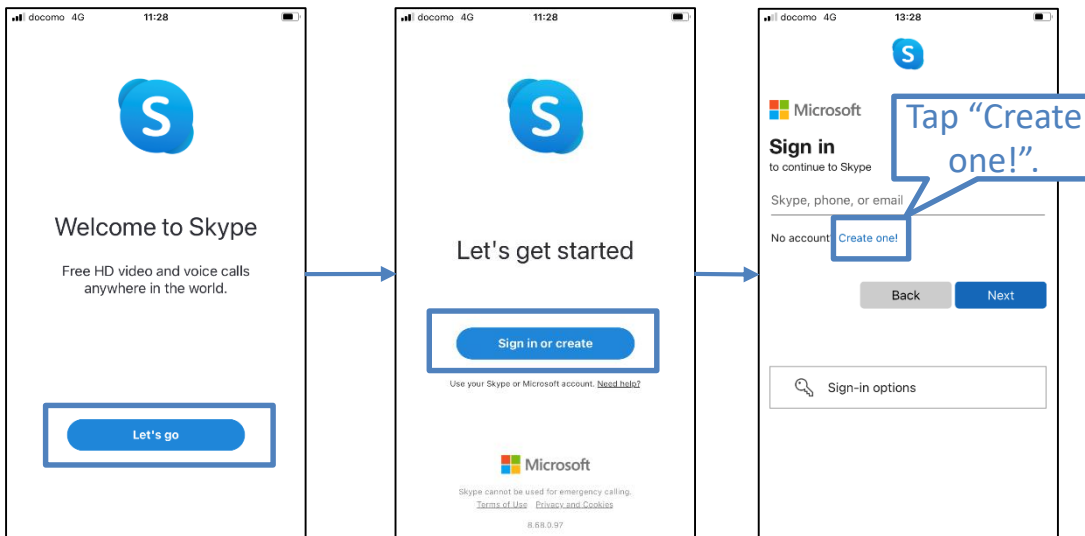 docomo 4G 11:28
S
Welcome to Skype
Free HD video and voice calls
anywhere in the world.
Let's go
docomo 4G 11:28
S
Let's get started
Sign in or create
Use your Skype or Microsoft account. Need help?
Microsoft
Skype cannot be used for emergency calling.
Terms of Use Privacy and Cookies
8.68.0.97
docomo 4G 13:28
S
Microsoft
Sign in
to continue to Skype
Skype, phone, or email
No account? Create one!
Back Next
Sign-in options
Tap “Create
one!”.